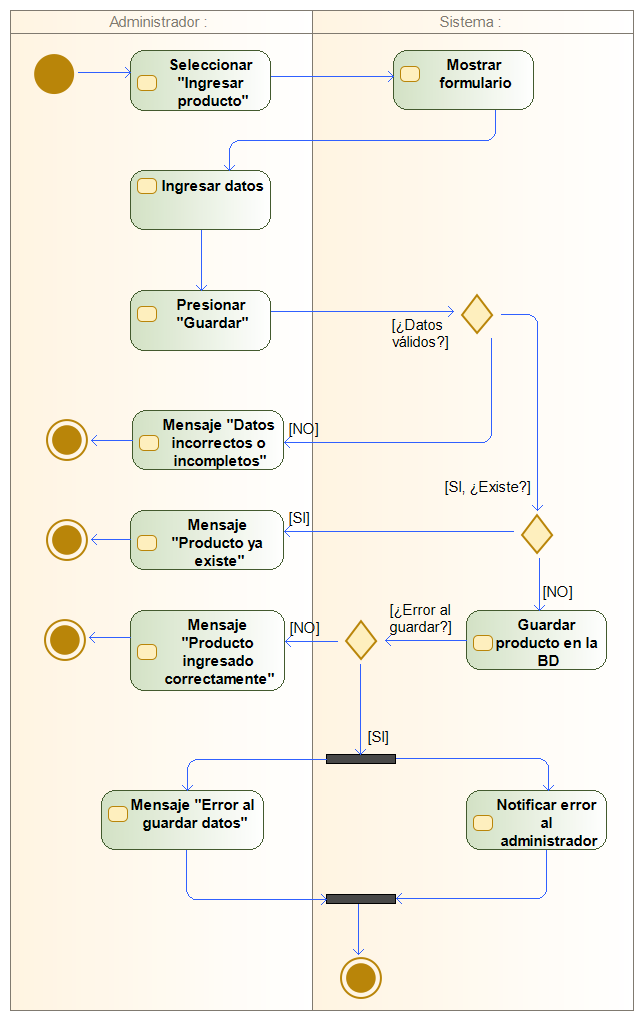 Administrador :
Sistema :
Seleccionar
"Ingresar
producto"
Mostrar
formulario
Ingresar datos
Presionar
"Guardar"
[¿Datos
válidos?]
Mensaje "Datos
incorrectos o
incompletos"
[NO]
[SI, ¿Existe?]
Mensaje
"Producto ya
existe"
[SI]
[NO]
Mensaje
"Producto
ingresado
correctamente"
[NO]
[¿Error al
guardar?]
Guardar
producto en la
BD
[SI]
Mensaje "Error al
guardar datos"
Notificar error
al
administrador